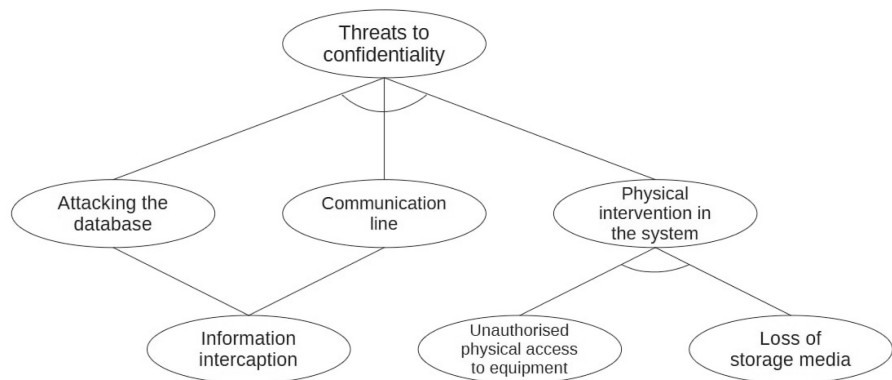 Threats to
confidentiality
Attacking the
database
Communication
line
Physical
intervention in
the system
Information
intercaption
Unauthorised
physical access
to equipment
Loss of
storage media